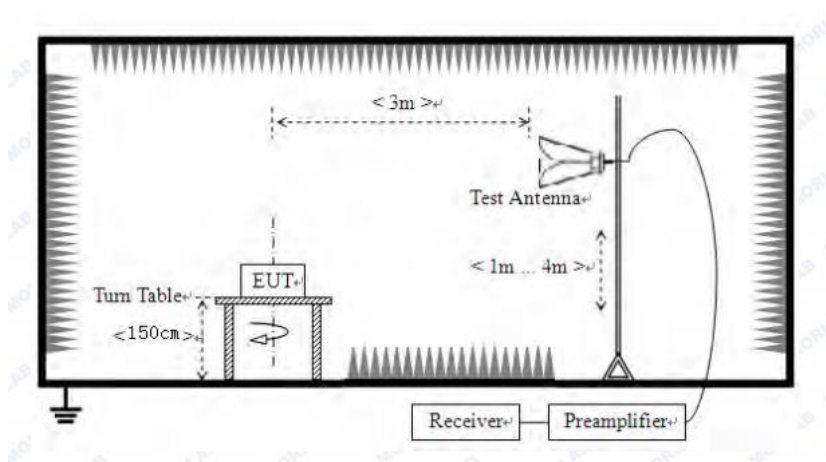 < 3m >
Test Antenna
< 1m ... 4m >
EUT
Turn Table
<150cm>
Receiver
Preamplifier